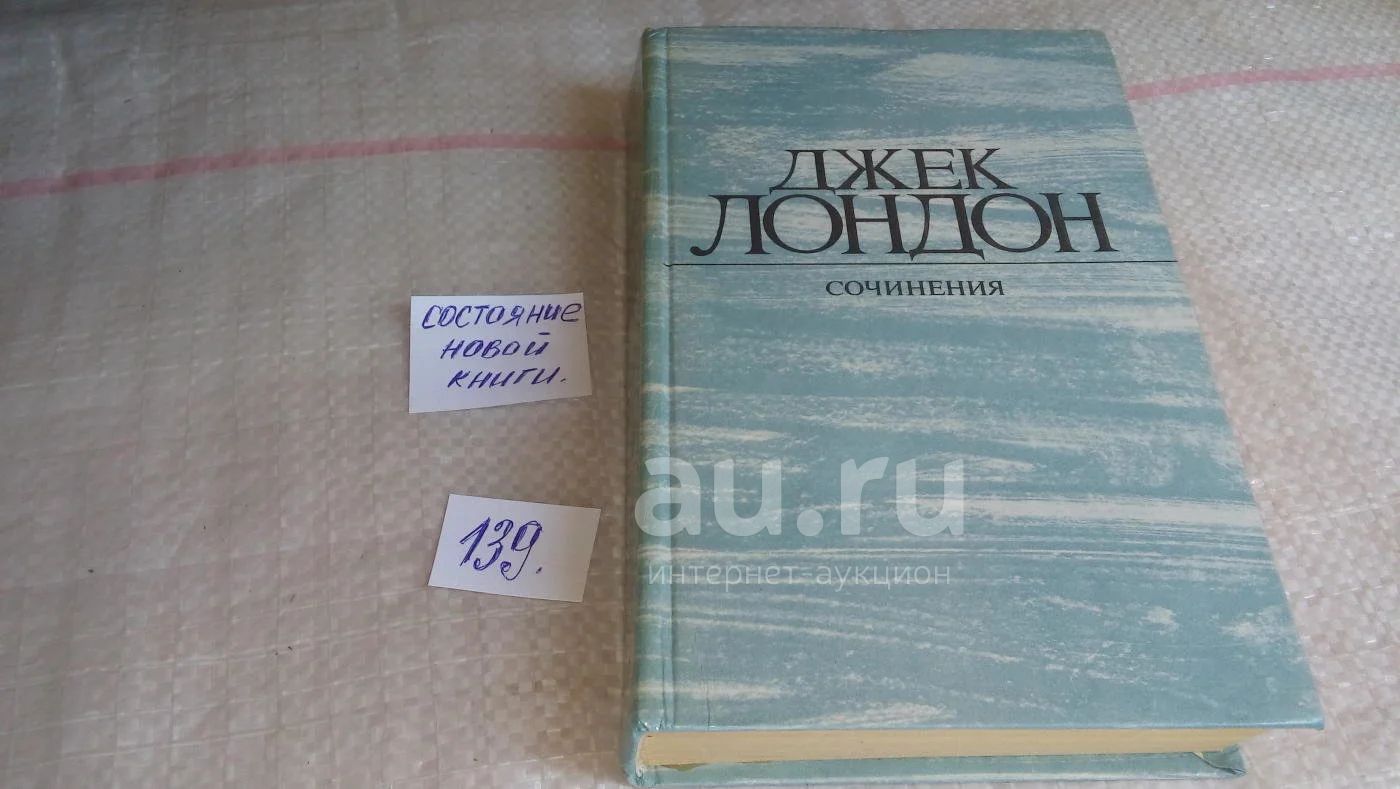 ДЖЕК
ЛОНДОН
СОЧИНЕНИЯ
состояние
новой
книги.
139.
au.ru
интернет-аукцион